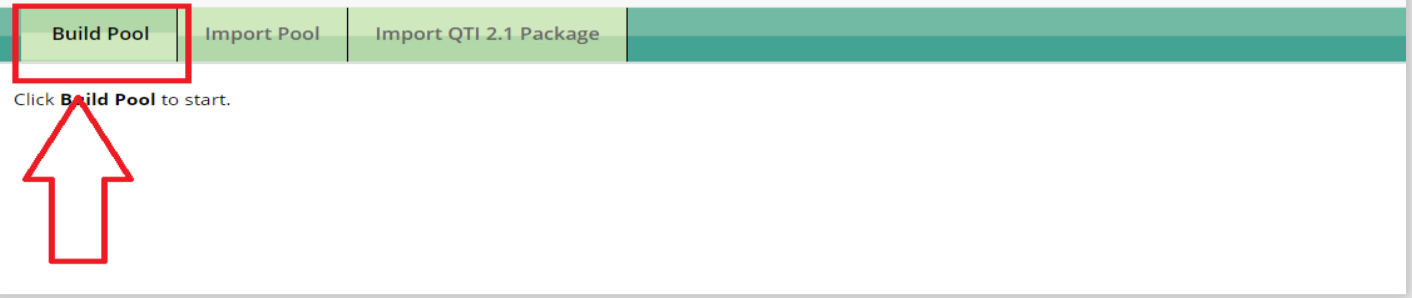 Build Pool Import Pool Import QTI 2.1 Package
Click Build Pool to start.